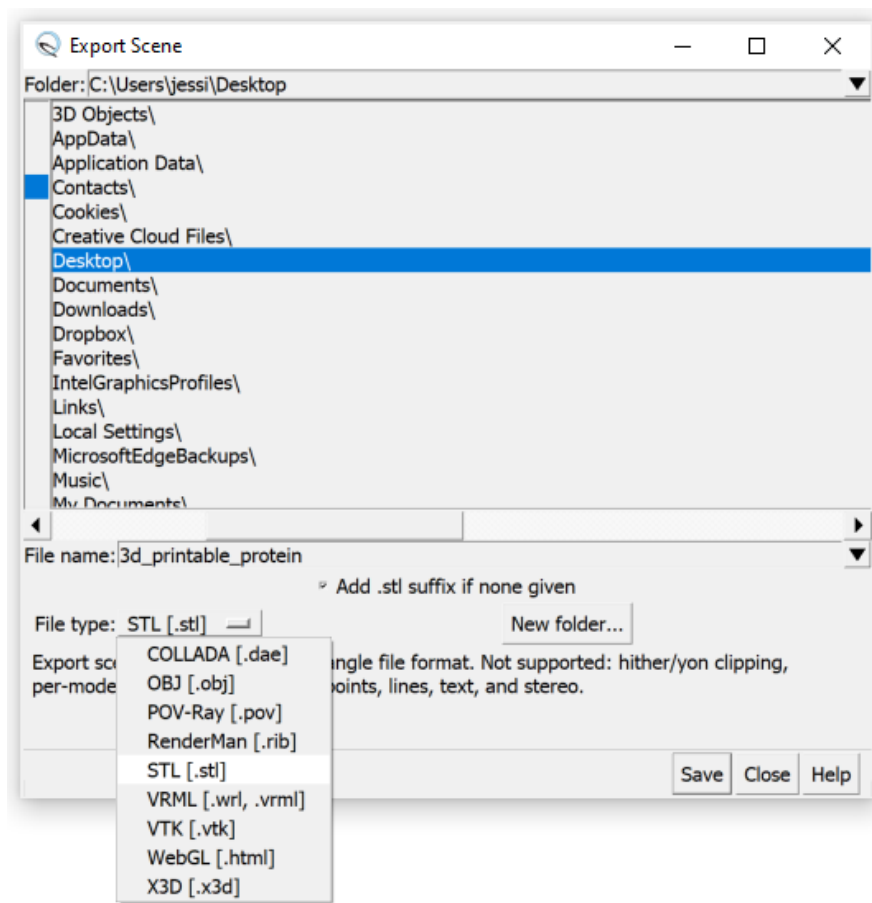 Export Scene
Folder: C:\Users\jessi\Desktop
3D Objects\
AppData\
Application Data\
Contacts\
Cookies\
Creative Cloud Files\
Desktop\
Documents\
Downloads\
Dropbox\
Favorites\
IntelGraphicsProfiles\
Links\
Local Settings\
MicrosoftEdgeBackups\
Music\
My Documents\
File name: 3d_printable_protein
Add .stl suffix if none given
File type: STL [.stl]
New folder...
COLLADA [.dae]
OBJ [.obj]
POV-Ray [.pov]
RenderMan [.rib]
STL [.stl]
VRML [.wrl, .vrml]
VTK [.vtk]
WebGL [.html]
X3D [.x3d]
Export angle file format. Not supported: hither/yon clipping,
points, lines, text, and stereo.
Save Close Help